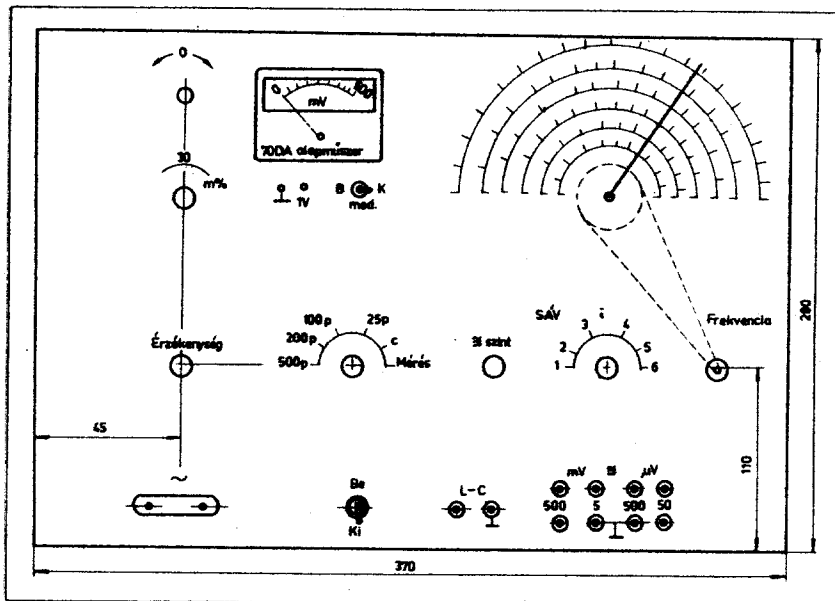 0
0 600
mV
700A alapműszer
30
m%
1V
B K
mod.
Érzékenység
500p
200p
100p
25p
c
Mérés
szint
SÁV
1
2
3
4
5
6
Frekvencia
280
110
45
~
Be
Ki
L-C
mV µV
500 5 500 50
370